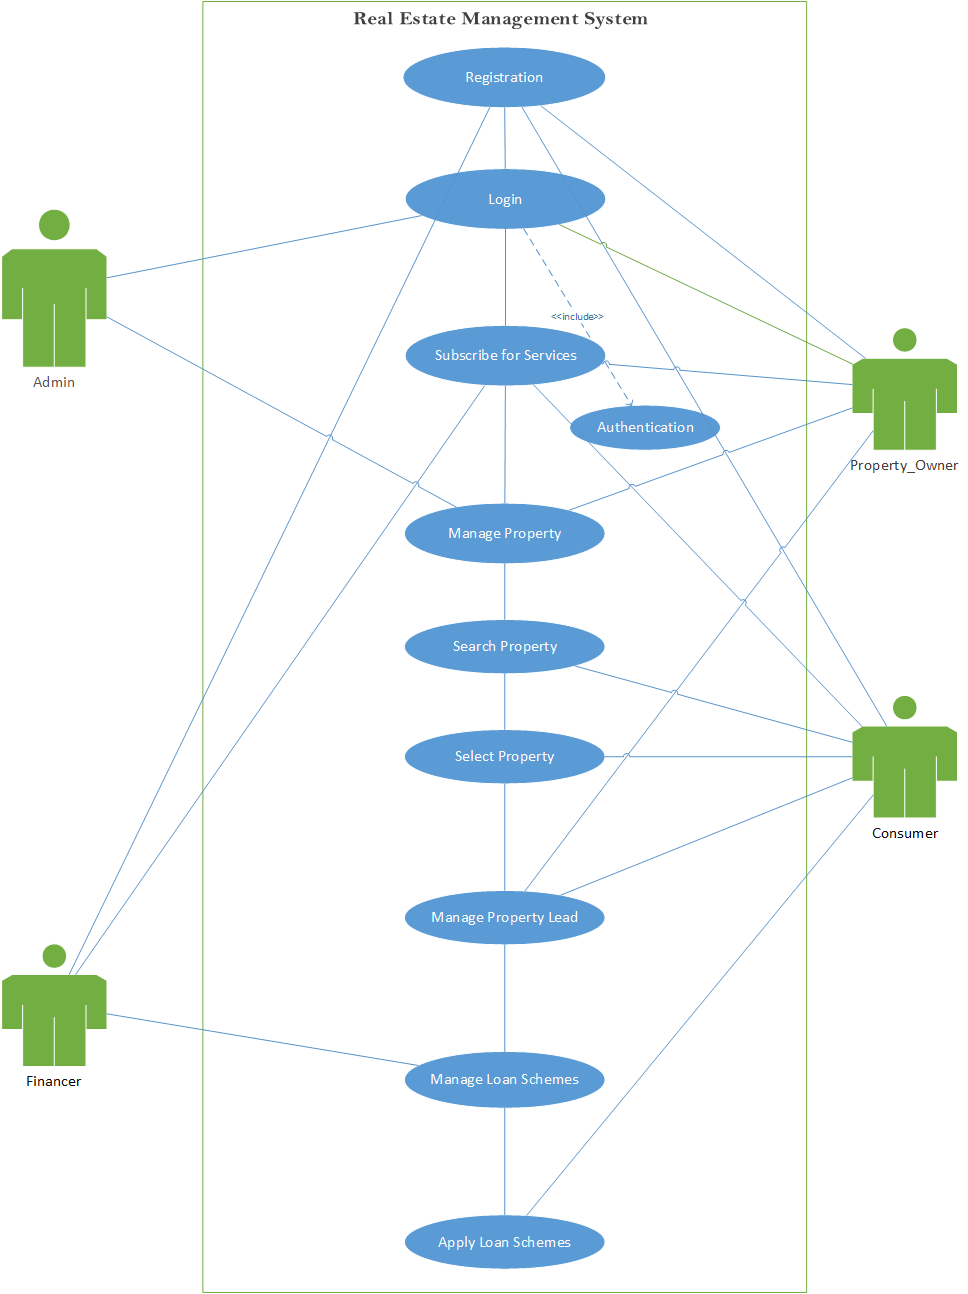 Real Estate Management System
Registration
Login
Admin
<<include>>
Subscribe for Services
Authentication
Property_Owner
Manage Property
Search Property
Select Property
Consumer
Manage Property Lead
Financer
Manage Loan Schemes
Apply Loan Schemes